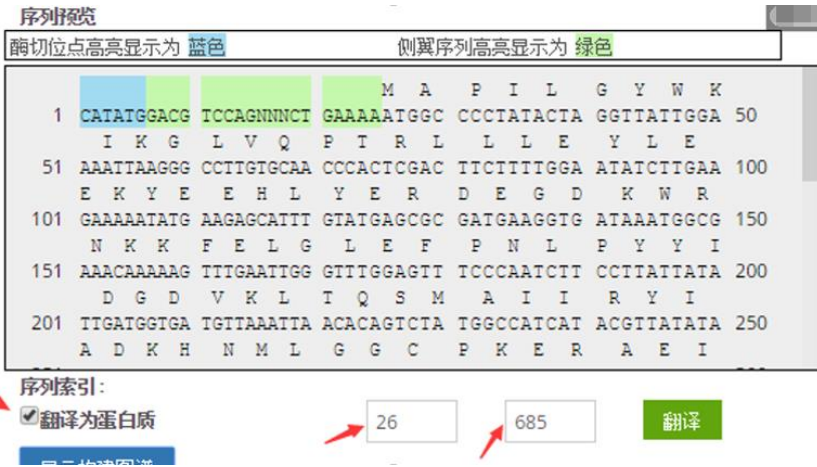 序列预览
酶切位点高亮显示为 蓝色 侧翼序列高亮显示为 绿色
M A P I L G Y W K
1 CATATGGACG TCCAGNNNCT GAAAAATGGC CCCTATACTA GGTTATTGGA 50
I K G L V Q P T R L L L E Y L E
51 AAATTAAGGG CCTTGTGCAA CCCACTCGAC TTCTTTTGGA ATATCTTGAA 100
E K Y E E H L Y E R D E G D K W R
101 GAAAAATATG AAGAGCATTT GTATGAGCGC GATGAAGGTG ATAAATGGCG 150
N K K F E L G L E F P N L P Y Y I
151 AAACAAAAAG TTTGAATTGG GTTTGGAGTT TCCCAATCTT CCTTATTATA 200
D G D V K L T Q S M A I I R Y I
201 TTGATGGTGA TGTTAAATTA ACACAGTCTA TGGCCATCAT ACGTTATATA 250
A D K H N M L G G C P K E R A E I
序列索引:
翻译为蛋白质 26 685 翻译